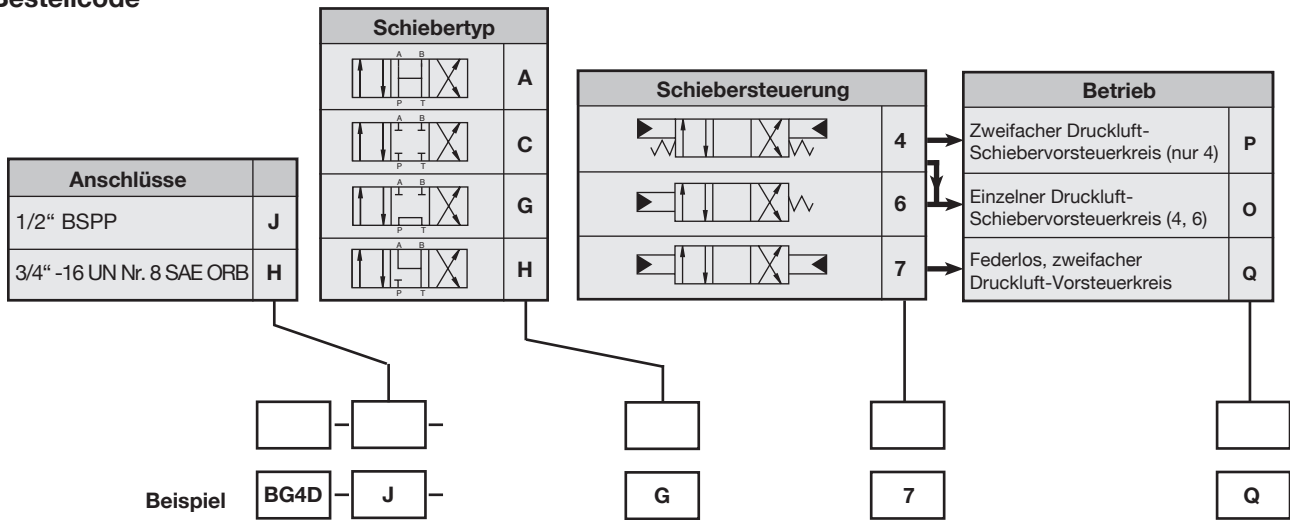 Bestellcode
Schiebertyp
A B
P T
A
A B
P T
C
A B
P T
G
A B
P T
H
Anschlüsse
1/2“ BSPP J
3/4“ -16 UN Nr. 8 SAE ORB H
Schiebersteuerung
4
6
7
Betrieb
Zweifacher Druckluft-
Schiebervorsteuerkreis (nur 4) P
Einzelner Druckluft-
Schiebervorsteuerkreis (4, 6) O
Federlos, zweifacher
Druckluft-Vorsteuerkreis Q
– –
Beispiel BG4D – J – G 7 Q